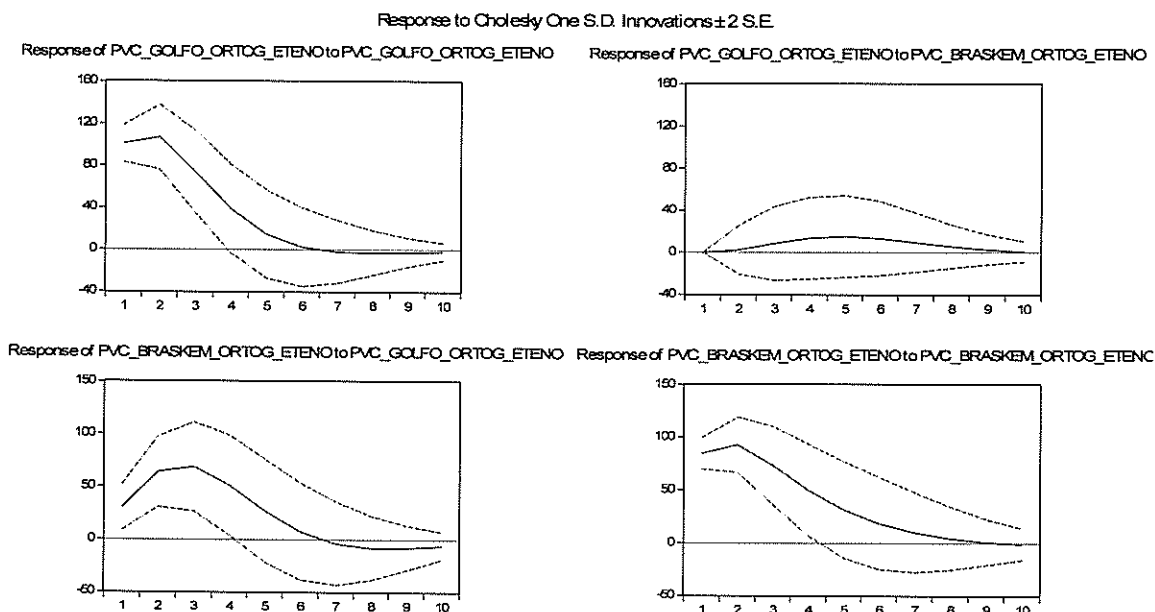 Response to Cholesky One S.D. Innovations ± 2 S.E.
Response of PVC_GOLFO_ORTOG_ETENO to PVC_GOLFO_ORTOG_ETENO
Response of PVC_GOLFO_ORTOG_ETENO to PVC_BRASKEM_ORTOG_ETENO
160
120
80
40
0
-40
1 2 3 4 5 6 7 8 9 10
160
120
80
40
0
-40
1 2 3 4 5 6 7 8 9 10
Response of PVC_BRASKEM_ORTOG_ETENO to PVC_GOLFO_ORTOG_ETENO
Response of PVC_BRASKEM_ORTOG_ETENO to PVC_BRASKEM_ORTOG_ETENO
150
100
50
0
-50
1 2 3 4 5 6 7 8 9 10
150
100
50
0
-50
1 2 3 4 5 6 7 8 9 10